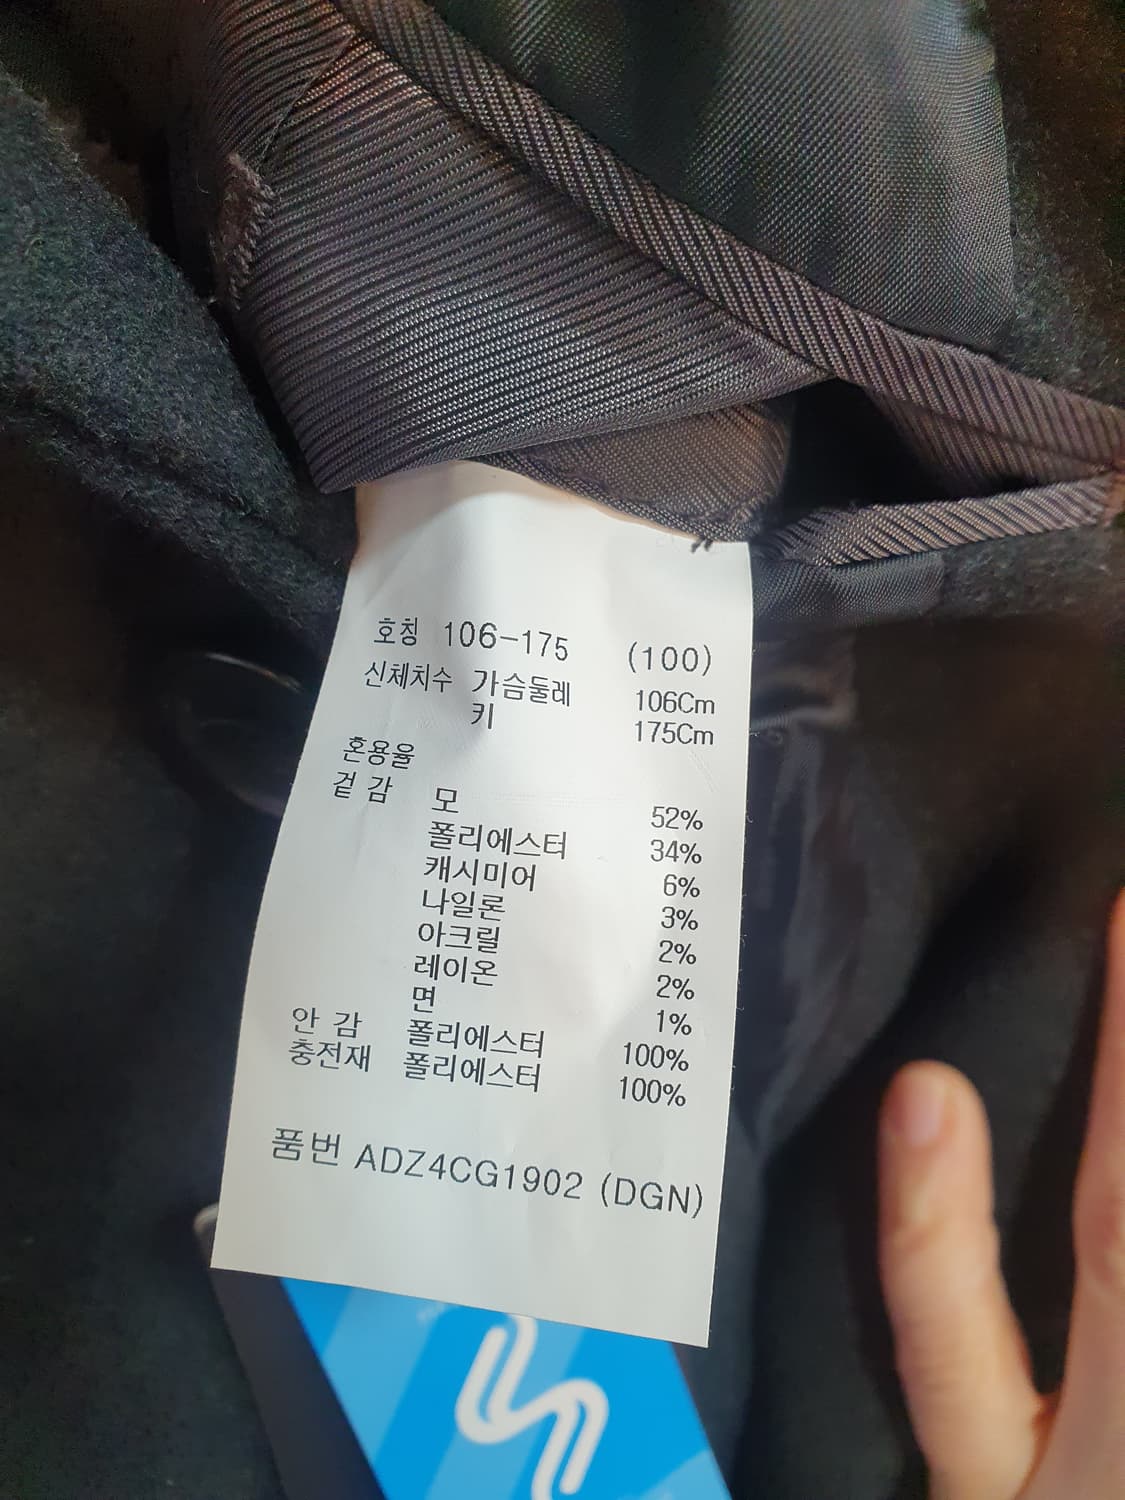 호칭 106-175 (100)
신체치수 가슴둘레 106Cm
키 175Cm
혼용율
겉감 모 52%
폴리에스터 34%
캐시미어 6%
나일론 3%
아크릴 2%
레이온 2%
면 1%
안감 폴리에스터 100%
충전재 폴리에스터 100%
품번 ADZ4CG1902 (DGN)